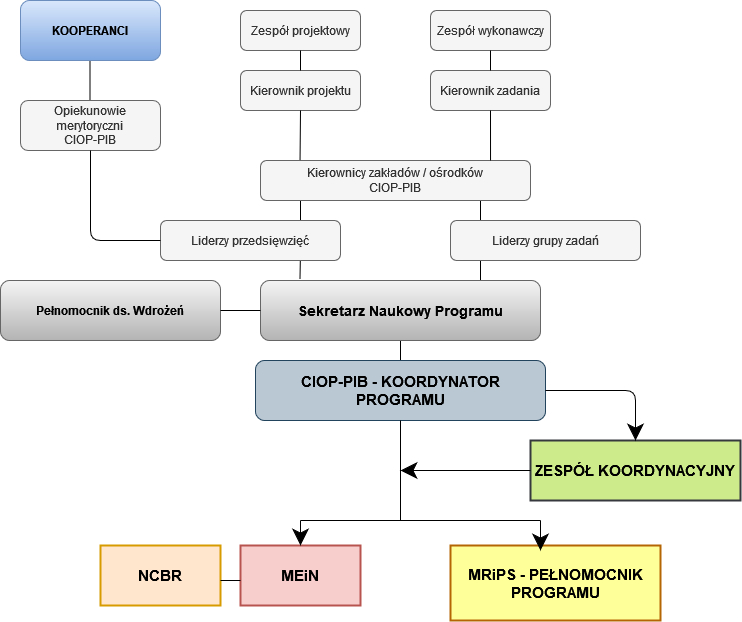 KOOPERANCI
Zespół projektowy
Zespół wykonawczy
Kierownik projektu
Kierownik zadania
Opiekunowie
merytoryczni
CIOP-PIB
Kierownicy zakładów / ośrodków
CIOP-PIB
Liderzy przedsięwzięć
Liderzy grupy zadań
Pełnomocnik ds. Wdrożeń
Sekretarz Naukowy Programu
CIOP-PIB - KOORDYNATOR
PROGRAMU
ZESPÓŁ KOORDYNACYJNY
NCBR
MEiN
MRiPS - PEŁNOMOCNIK
PROGRAMU